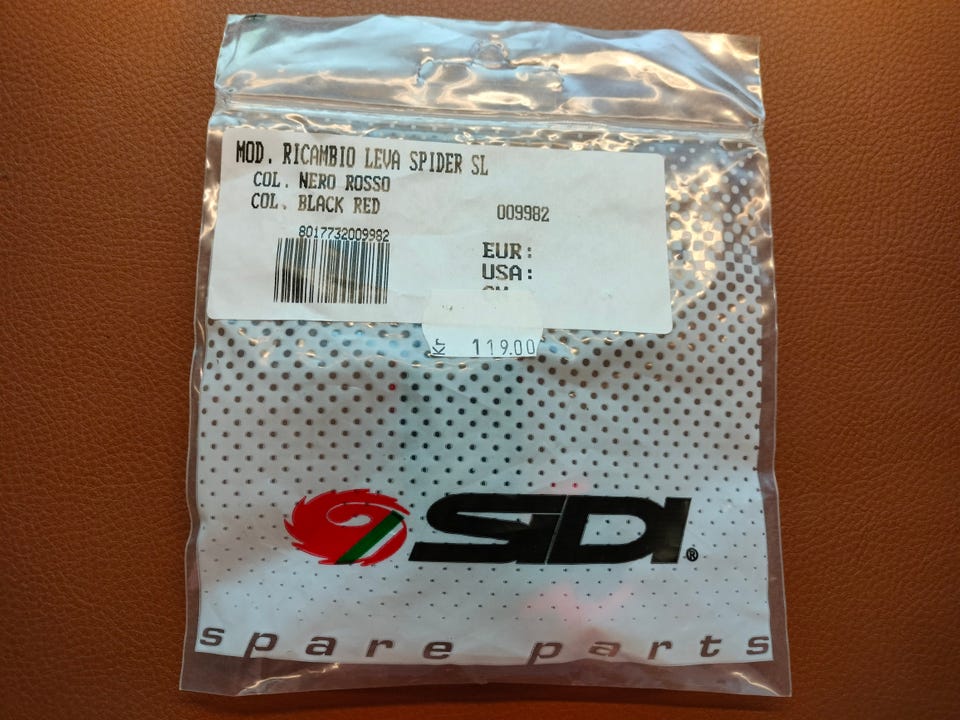 MOD. RICAMBIO LEVA SPIDER SL
COL. NERO ROSSO
COL. BLACK RED
009982
8017732009982
EUR:
USA:
Kr 119.00
SIDI®
spare parts